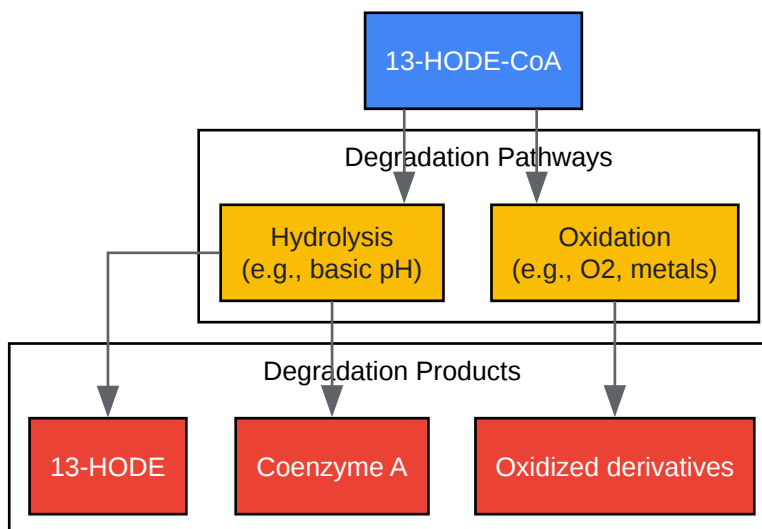 13-HODE-CoA
Degradation Pathways
Hydrolysis
(e.g., basic pH)
Oxidation
(e.g., O2, metals)
Degradation Products
13-HODE
Coenzyme A
Oxidized derivatives